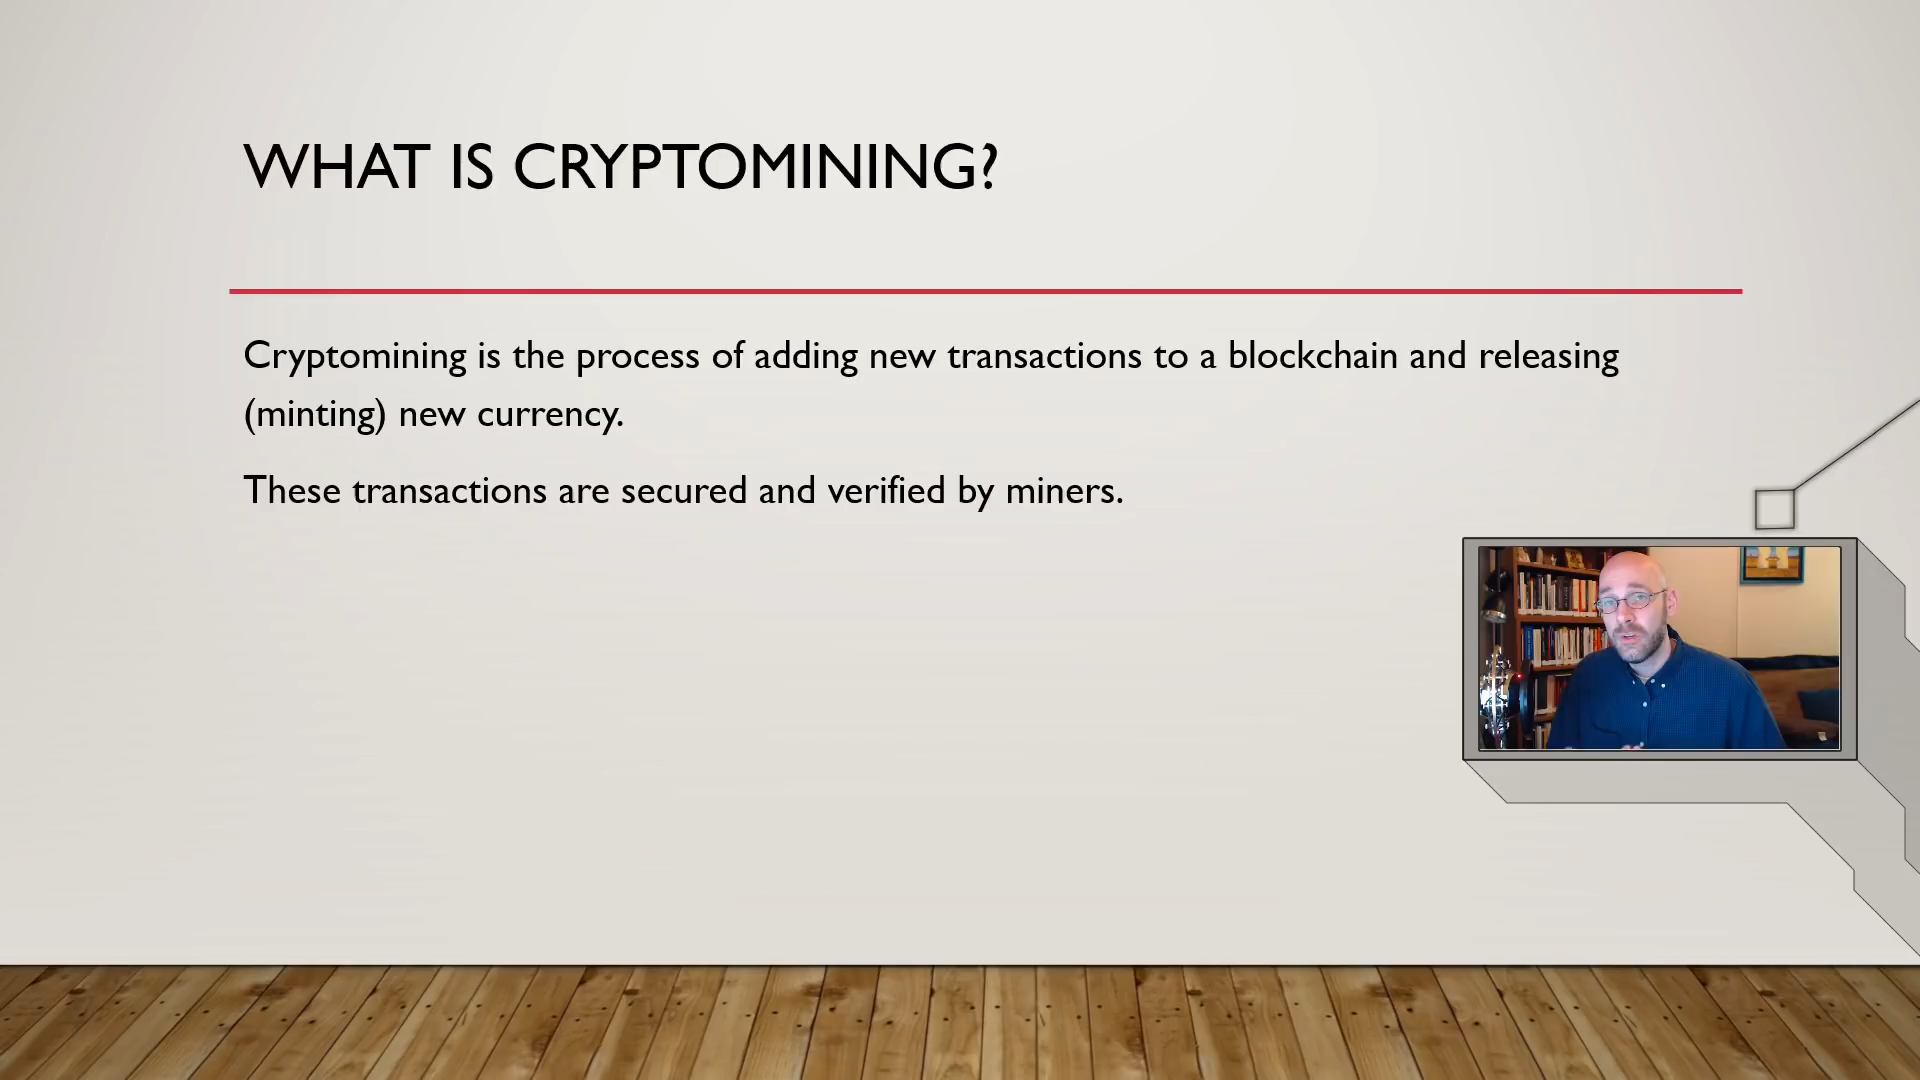 WHAT IS CRYPTOMINING?
Cryptomining is the process of adding new transactions to a blockchain and releasing
(minting) new currency.
These transactions are secured and verified by miners.